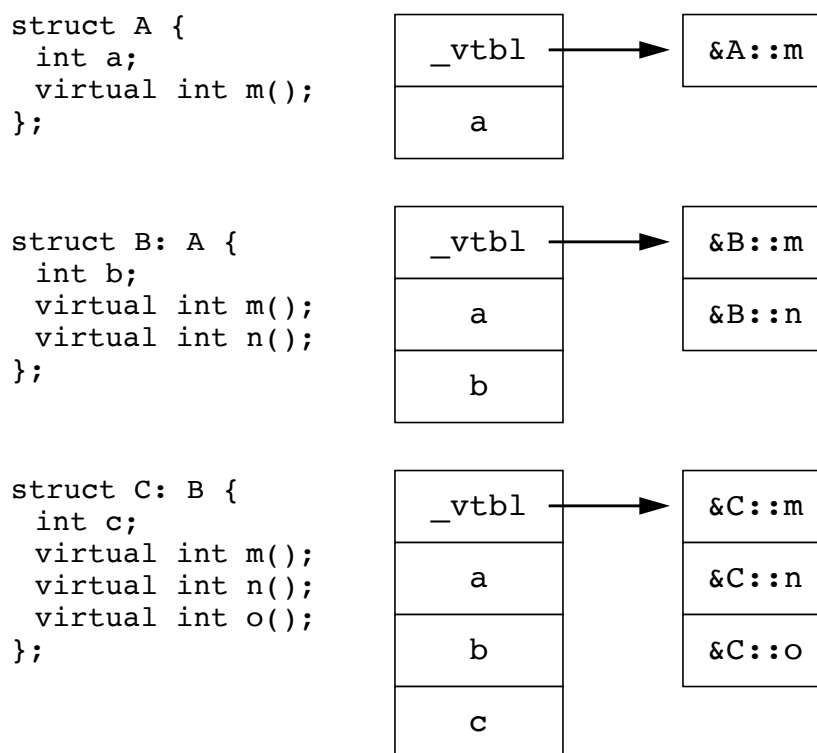 struct A {
int a;
virtual int m();
};
_vtbl
&A::m
a
struct B: A {
int b;
virtual int m();
virtual int n();
};
_vtbl
&B::m
a
&B::n
b
struct C: B {
int c;
virtual int m();
virtual int n();
virtual int o();
};
_vtbl
&C::m
a
&C::n
b
&C::o
c